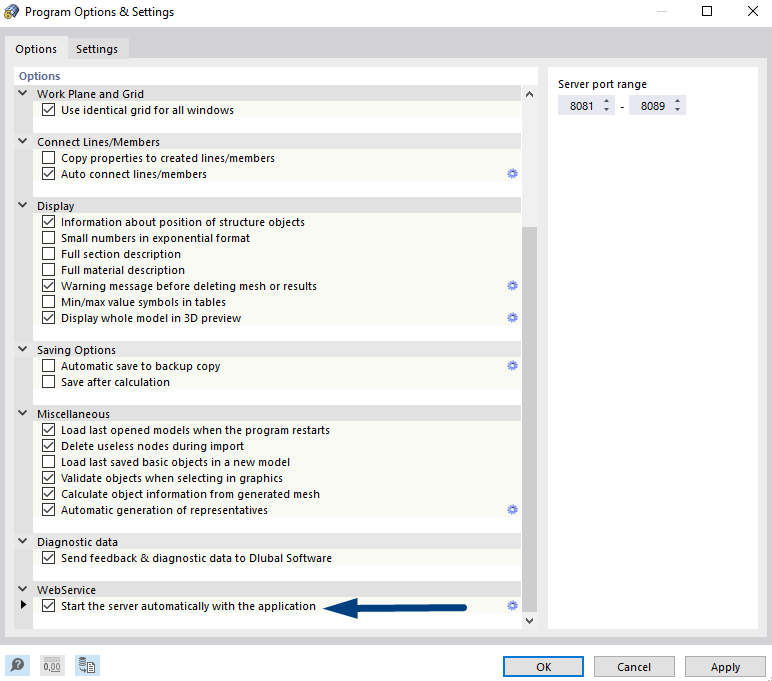 Program Options & Settings
Options
Settings
Options
Work Plane and Grid
Use identical grid for all windows
Connect Lines/Members
Copy properties to created lines/members
Auto connect lines/members
Display
Information about position of structure objects
Small numbers in exponential format
Full section description
Full material description
Warning message before deleting mesh or results
Min/max value symbols in tables
Display whole model in 3D preview
Saving Options
Automatic save to backup copy
Save after calculation
Miscellaneous
Load last opened models when the program restarts
Delete useless nodes during import
Load last saved basic objects in a new model
Validate objects when selecting in graphics
Calculate object information from generated mesh
Automatic generation of representatives
Diagnostic data
Send feedback & diagnostic data to Dlubal Software
WebService
Start the server automatically with the application
Server port range
8081 - 8089
0,00
OK
Cancel
Apply